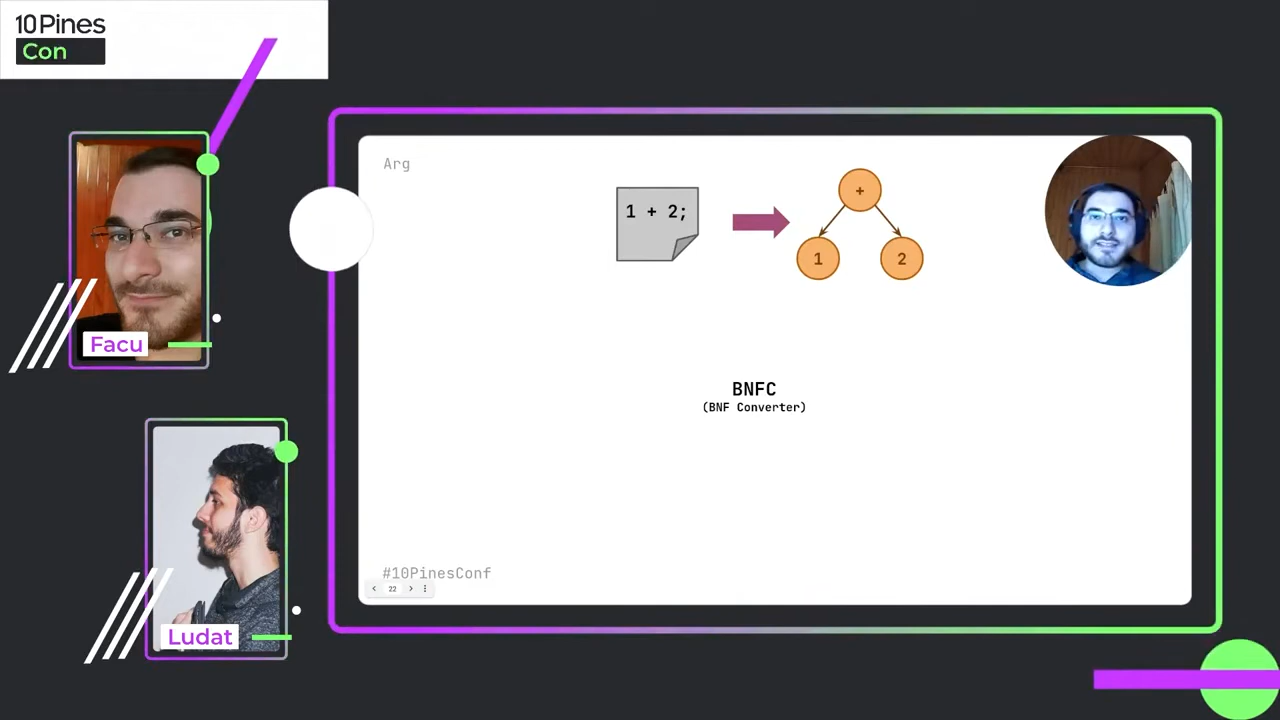 10Pines
Con
Facu
Ludat
Arg
1 + 2;
+
1
2
BNFC
(BNF Converter)
#10PinesConf
22